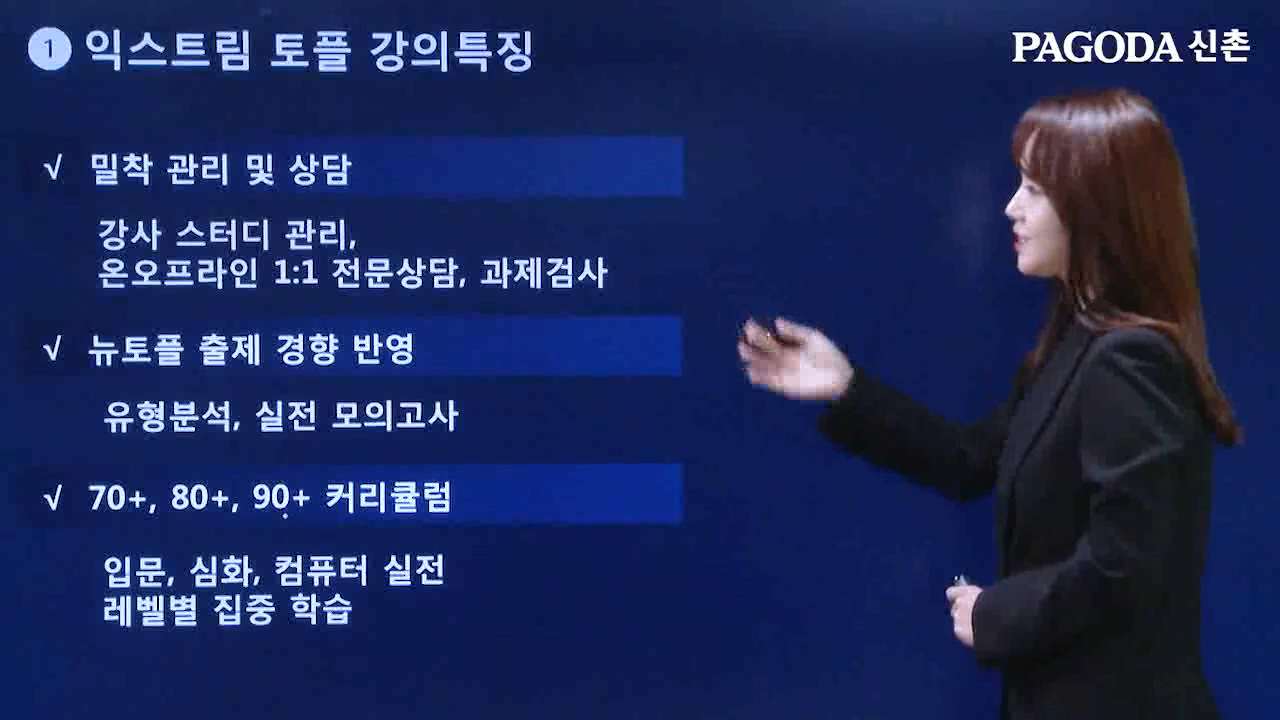 1 익스트림 토플 강의특징
PAGODA 신촌
√ 밀착 관리 및 상담
강사 스터디 관리,
온오프라인 1:1 전문상담, 과제검사
√ 뉴토플 출제 경향 반영
유형분석, 실전 모의고사
√ 70+, 80+, 90+ 커리큘럼
입문, 심화, 컴퓨터 실전
레벨별 집중 학습